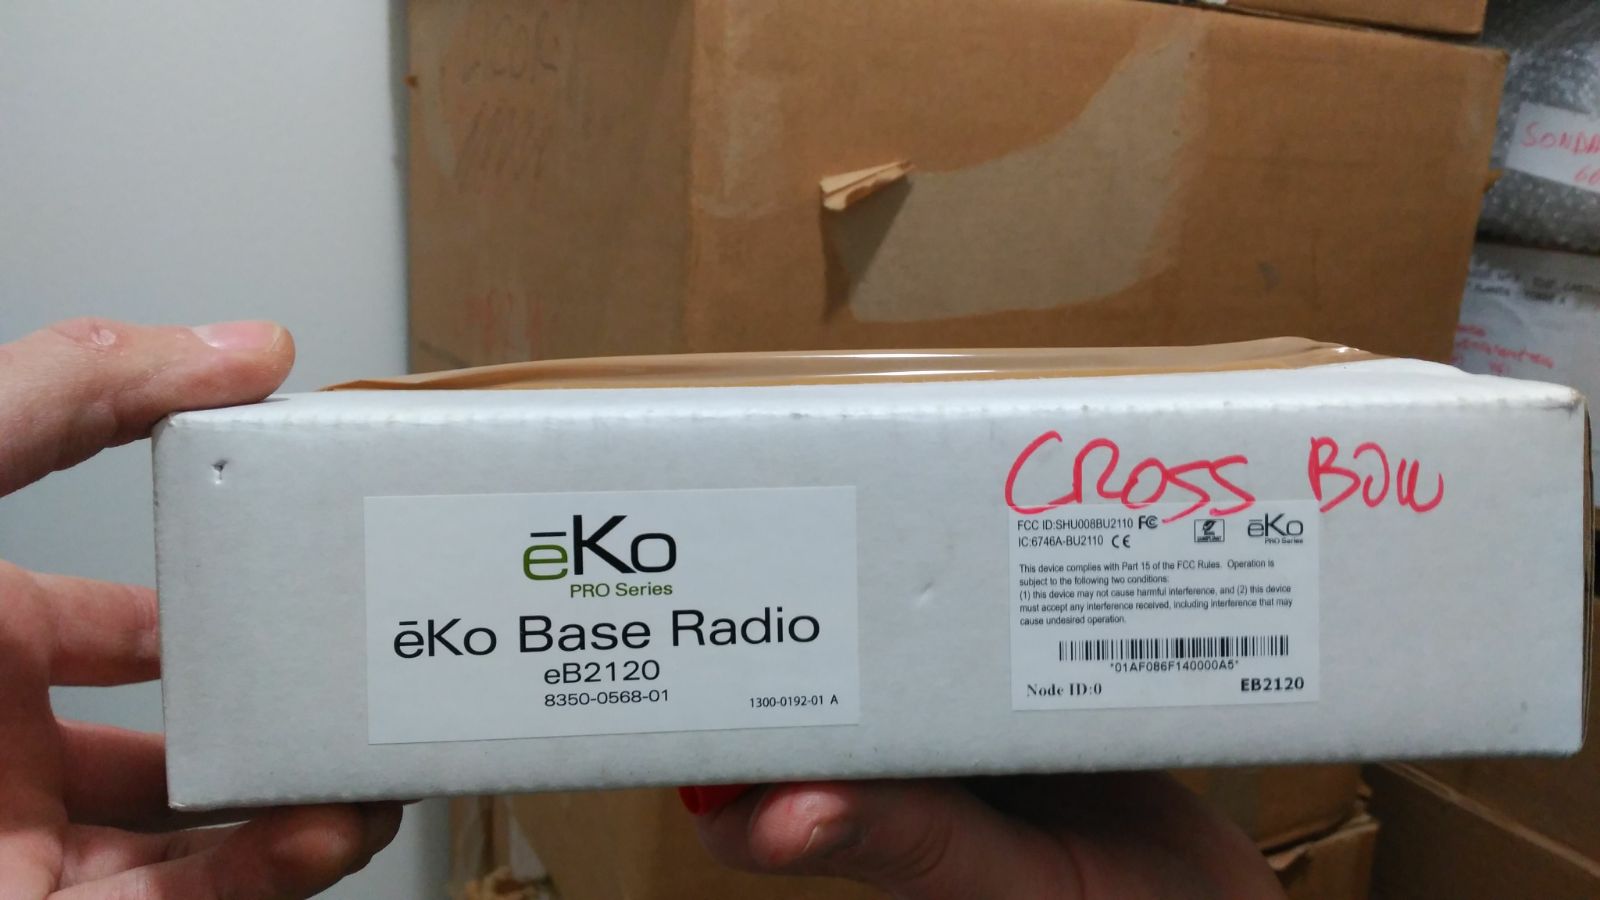 SONDA
CROSS BOW
ēKo
PRO Series
ēKo Base Radio
eB2120
8350-0568-01
1300-0192-01 A
FCC ID:SHU008BU2110 FC
IC:6746A-BU2110 CE
ēKo
PRO Series
This device complies with Part 15 of the FCC Rules. Operation is
subject to the following two conditions:
(1) this device may not cause harmful interference, and (2) this device
must accept any interference received, including interference that may
cause undesired operation.
*01AF086F140000A5*
Node ID:0
EB2120